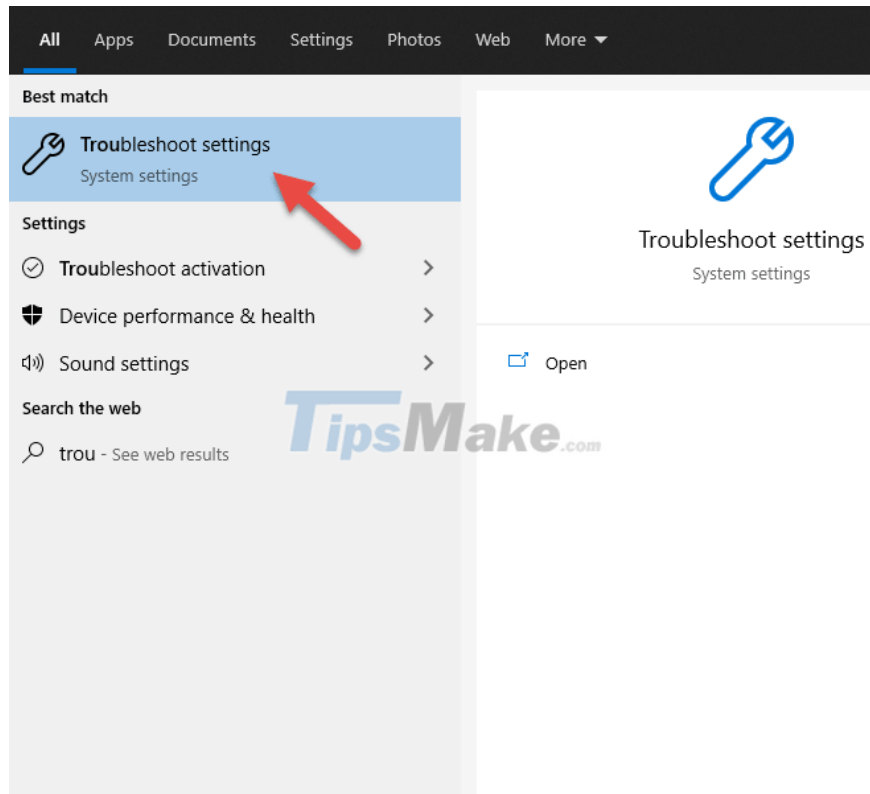 All Apps Documents Settings Photos Web More
Best match
Troubleshoot settings
System settings
Settings
Troubleshoot activation
Device performance & health
Sound settings
Search the web
trou - See web results
Troubleshoot settings
System settings
Open
TipsMake.com